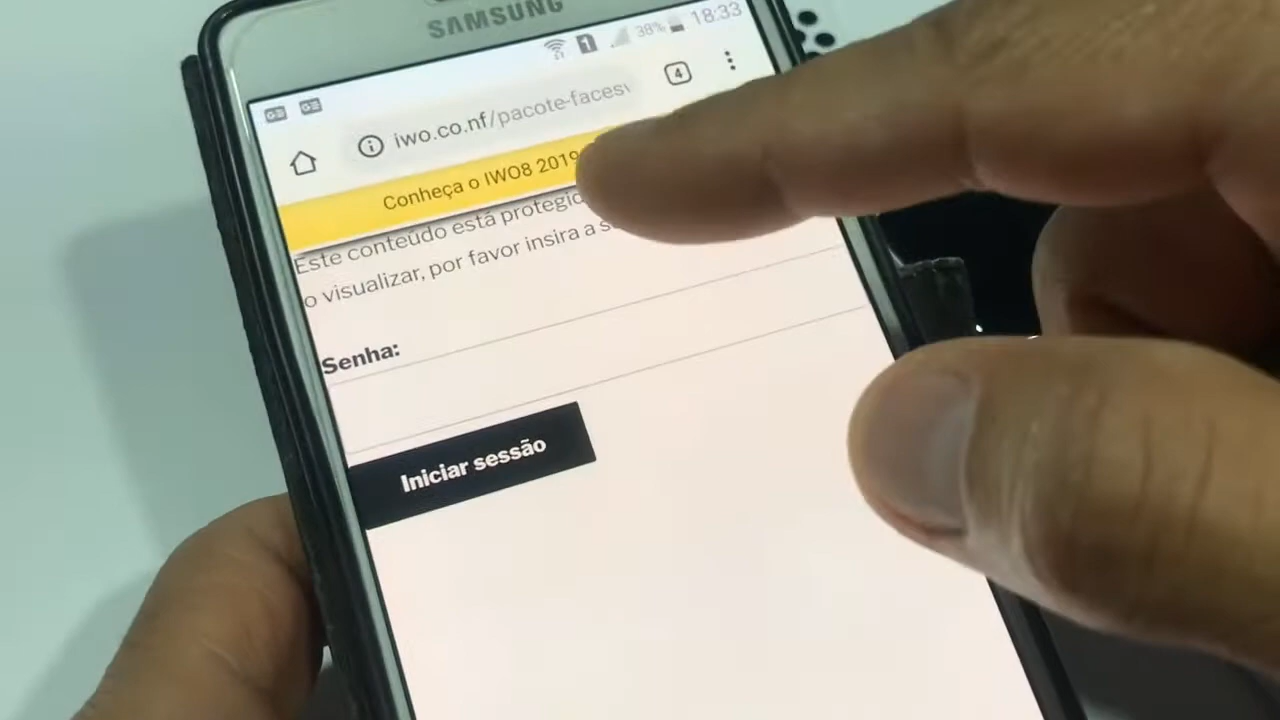 SAMSUNG
1 38% 18:33
iwo.co.nf/pacote-faces
4
Conheça o IWO8 2019
Este conteúdo está
o visualizar, por favor insira a
Senha:
Iniciar sessão